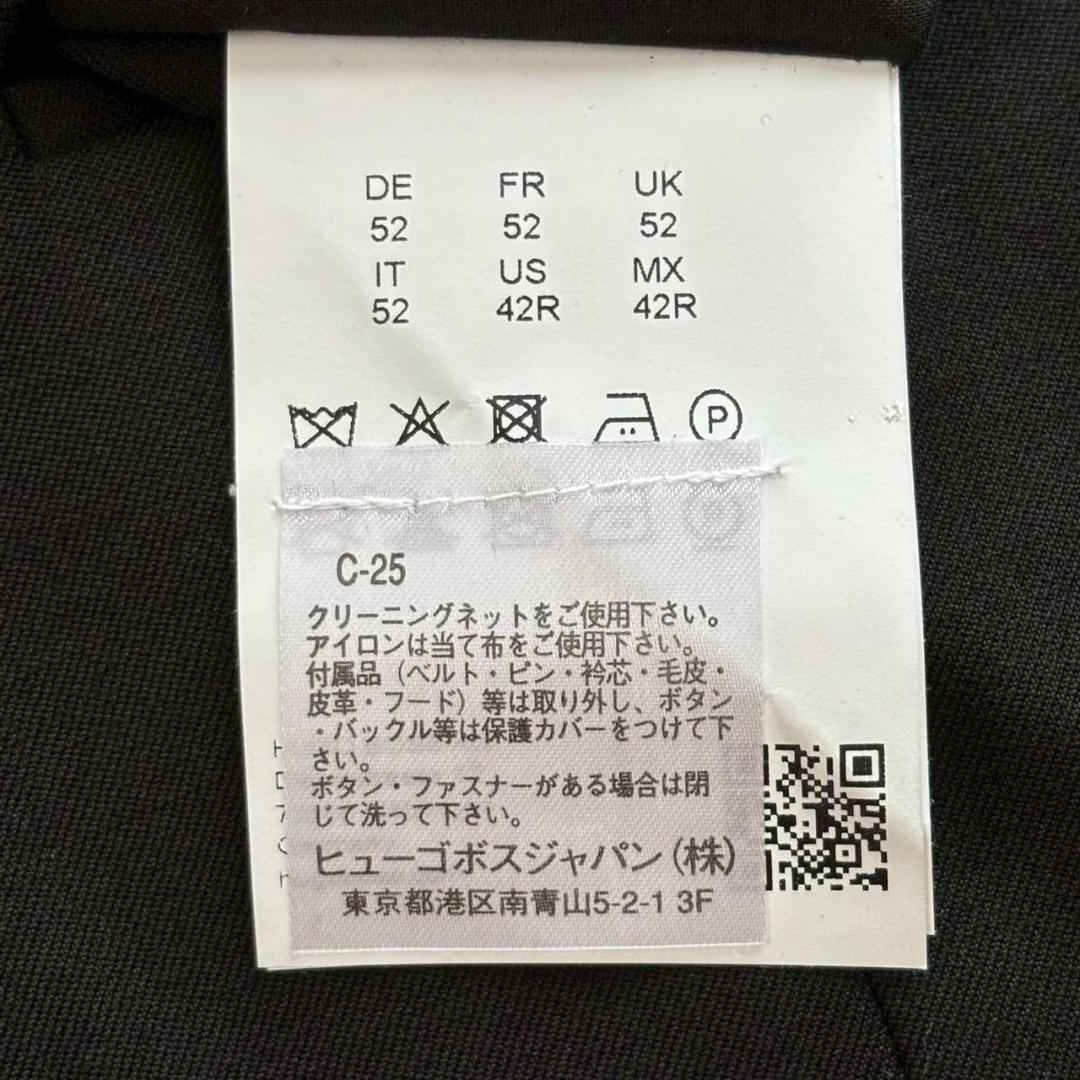 DE FR UK
52 52 52
IT US MX
52 42R 42R
P
C-25
クリーニングネットをご使用下さい。
アイロンは当て布をご使用下さい。
付属品（ベルト・ピン・衿芯・毛皮・
皮革・フード）等は取り外し、ボタン
・バックル等は保護カバーをつけて下
さい。
ボタン・ファスナーがある場合は閉
じて洗って下さい。
ヒューゴボスジャパン（株）
東京都港区南青山5-2-1 3F